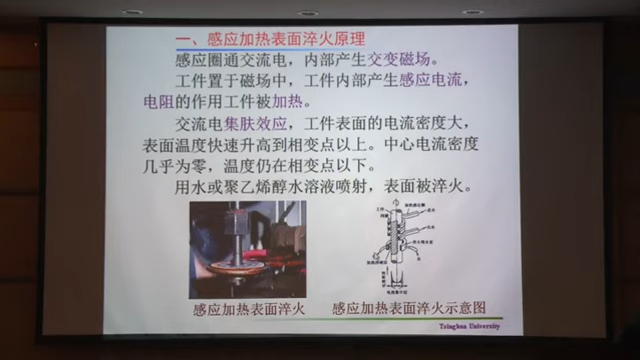 一、感应加热表面淬火原理
感应圈通交流电，内部产生交变磁场。
工件置于磁场中，工件内部产生感应电流，
电阻的作用工件被加热。
交流电集肤效应，工件表面的电流密度大，
表面温度快速升高到相变点以上。中心电流密度
几乎为零，温度仍在相变点以下。
用水或聚乙烯醇水溶液喷射，表面被淬火。
工件
感应加热表面淬火
感应加热表面淬火示意图
Tsinghua University